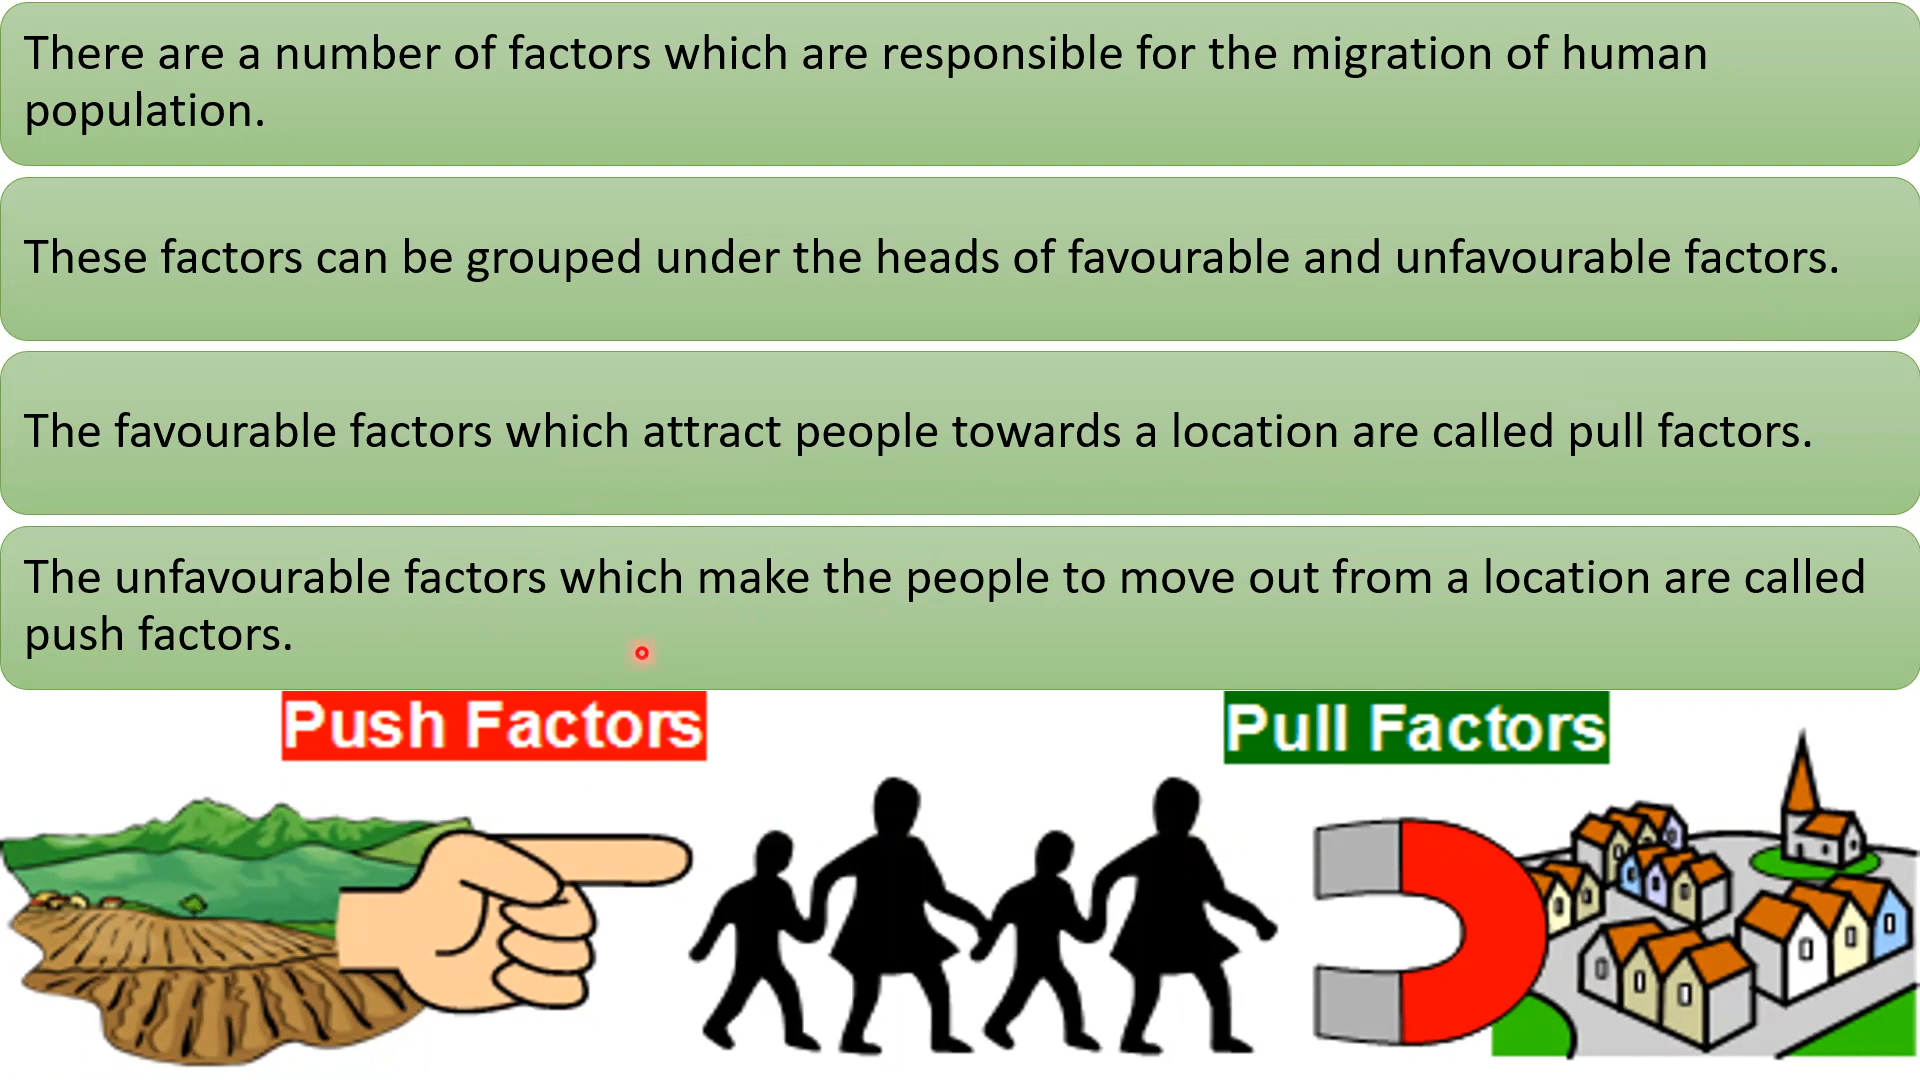 There are a number of factors which are responsible for the migration of human
population.
These factors can be grouped under the heads of favourable and unfavourable factors.
The favourable factors which attract people towards a location are called pull factors.
The unfavourable factors which make the people to move out from a location are called
push factors.
Push Factors
Pull Factors